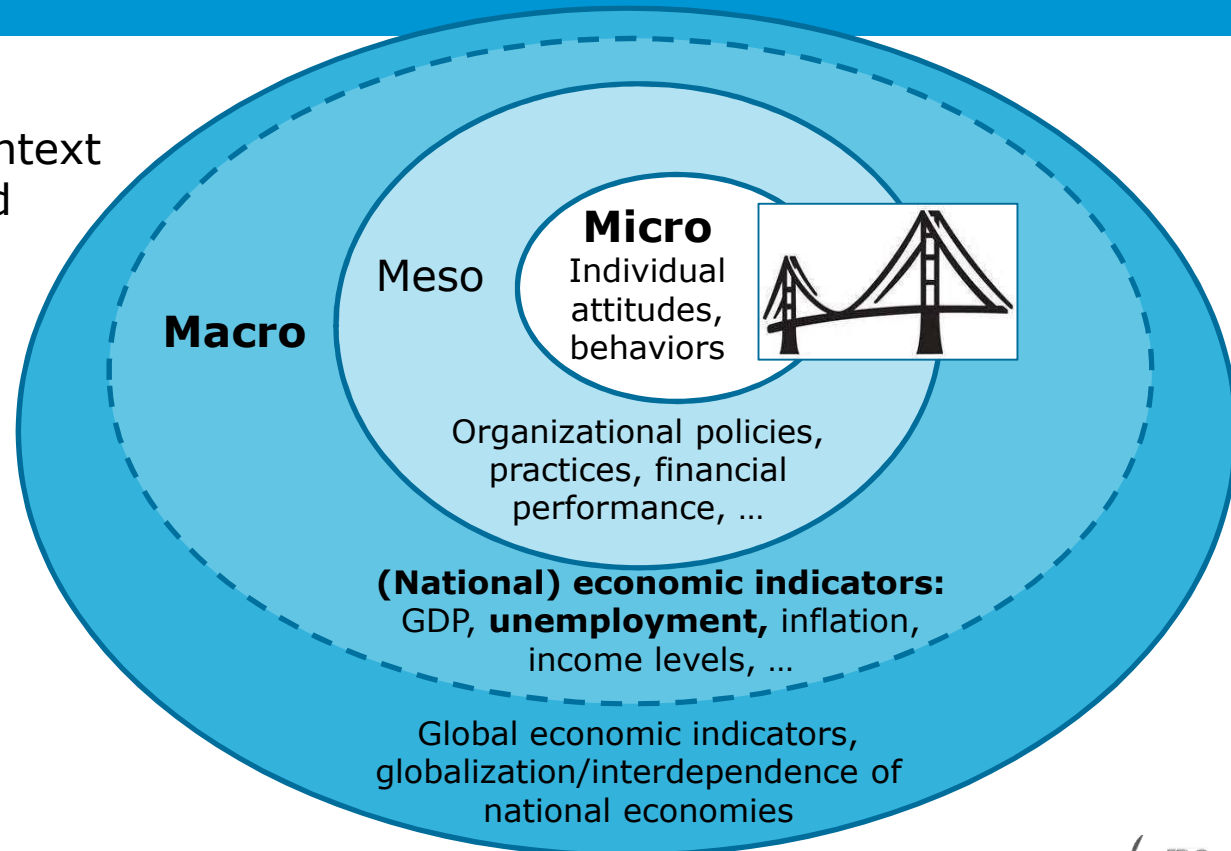 ntext
d
Micro
Individual
attitudes,
behaviors
Meso
Macro
Organizational policies,
practices, financial
performance, …
(National) economic indicators:
GDP, unemployment, inflation,
income levels, …
Global economic indicators,
globalization/interdependence of
national economies